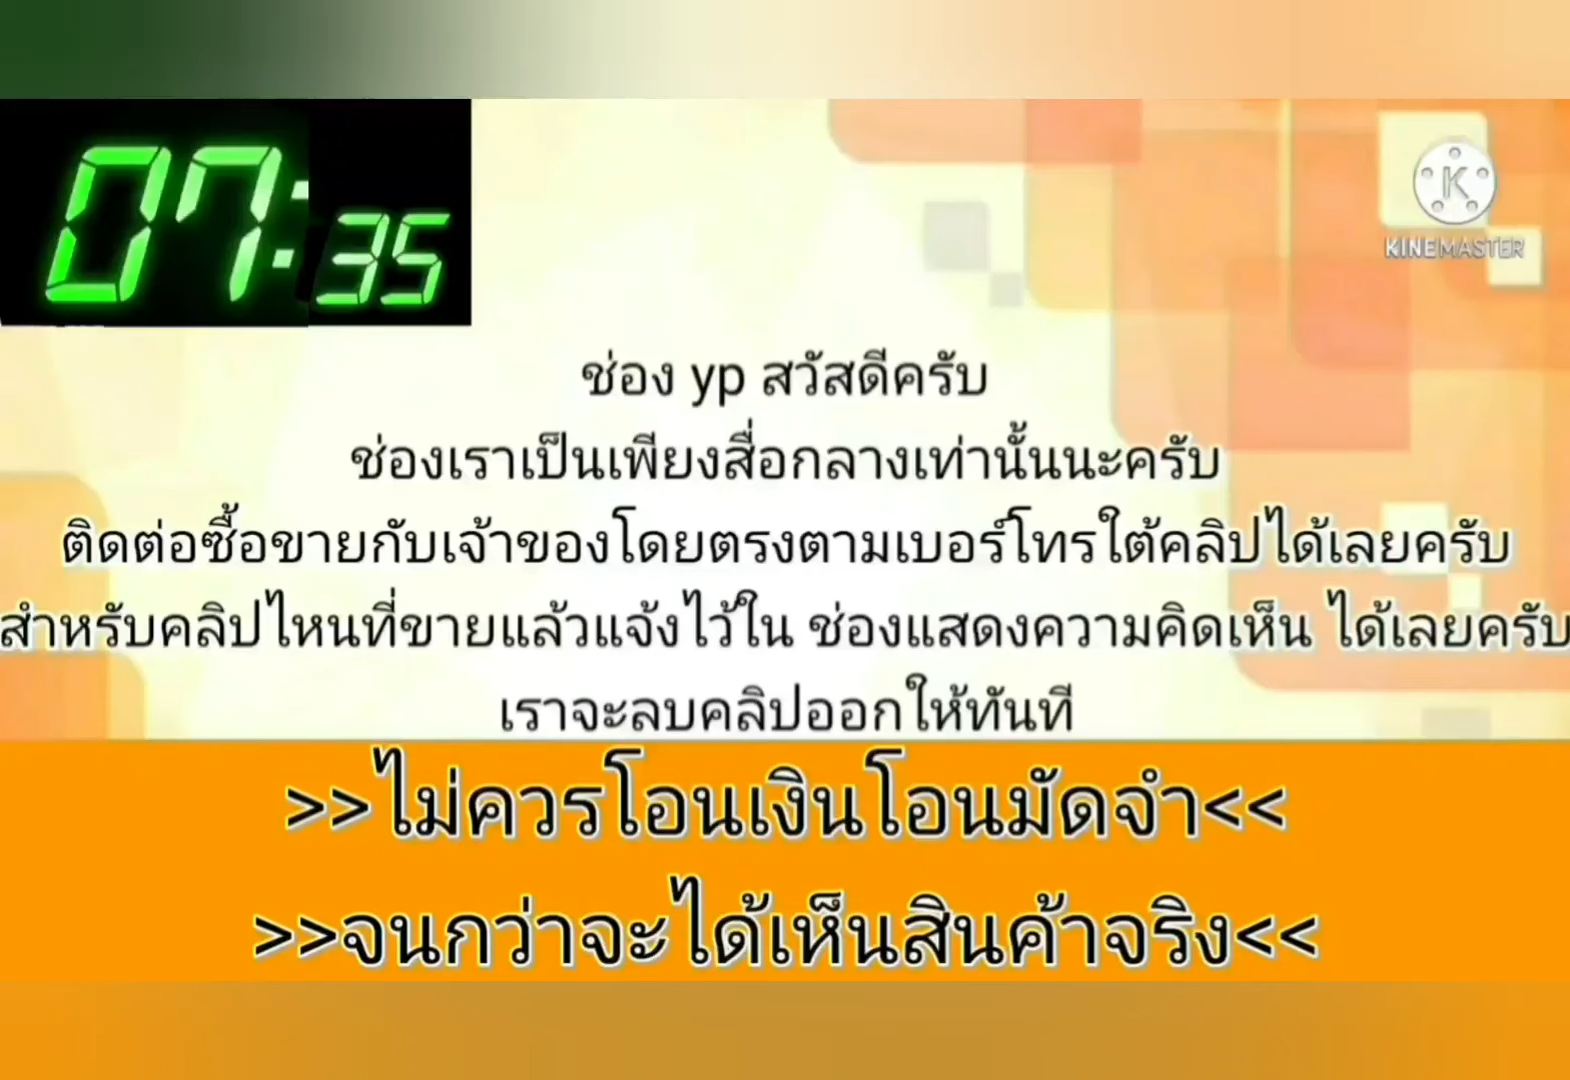 07:35
KINEMASTER
ช่อง yp สวัสดีครับ
ช่องเราเป็นเพียงสื่อกลางเท่านั้นนะครับ
ติดต่อซื้อขายกับเจ้าของโดยตรงตามเบอร์โทรใต้คลิปได้เลยครับ
สำหรับคลิปไหนที่ขายแล้วแจ้งไว้ใน ช่องแสดงความคิดเห็น ได้เลยครับ
เราจะลบคลิปออกให้ทันที
>>ไม่ควรโอนเงินโอนมัดจำ<<
>>จนกว่าจะได้เห็นสินค้าจริง<<